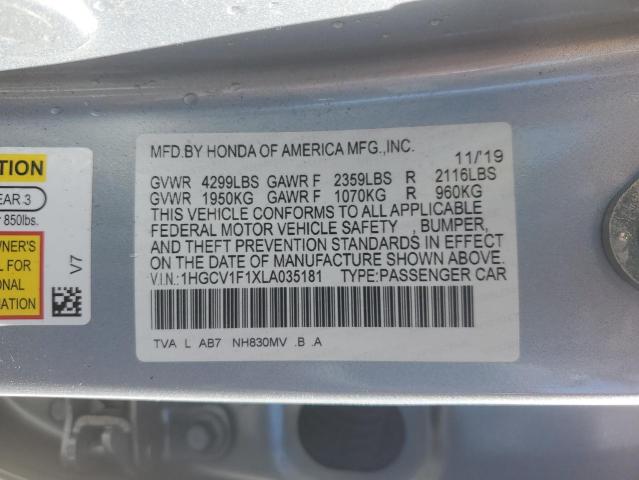 MFD.BY HONDA OF AMERICA MFG.,INC.
11/'19
GVWR 4299LBS GAWR F 2359LBS R 2116LBS
GVWR 1950KG GAWR F 1070KG R 960KG
THIS VEHICLE CONFORMS TO ALL APPLICABLE
FEDERAL MOTOR VEHICLE SAFETY , BUMPER,
AND THEFT PREVENTION STANDARDS IN EFFECT
ON THE DATE OF MANUFACTURE SHOWN ABOVE.
V.I.N.:1HGCV1F1XLA035181 TYPE:PASSENGER CAR
TVA L AB7 NH830MV .B .A
EAR 3
850lbs.
WNER'S
L FOR
ONAL
MATION
V7